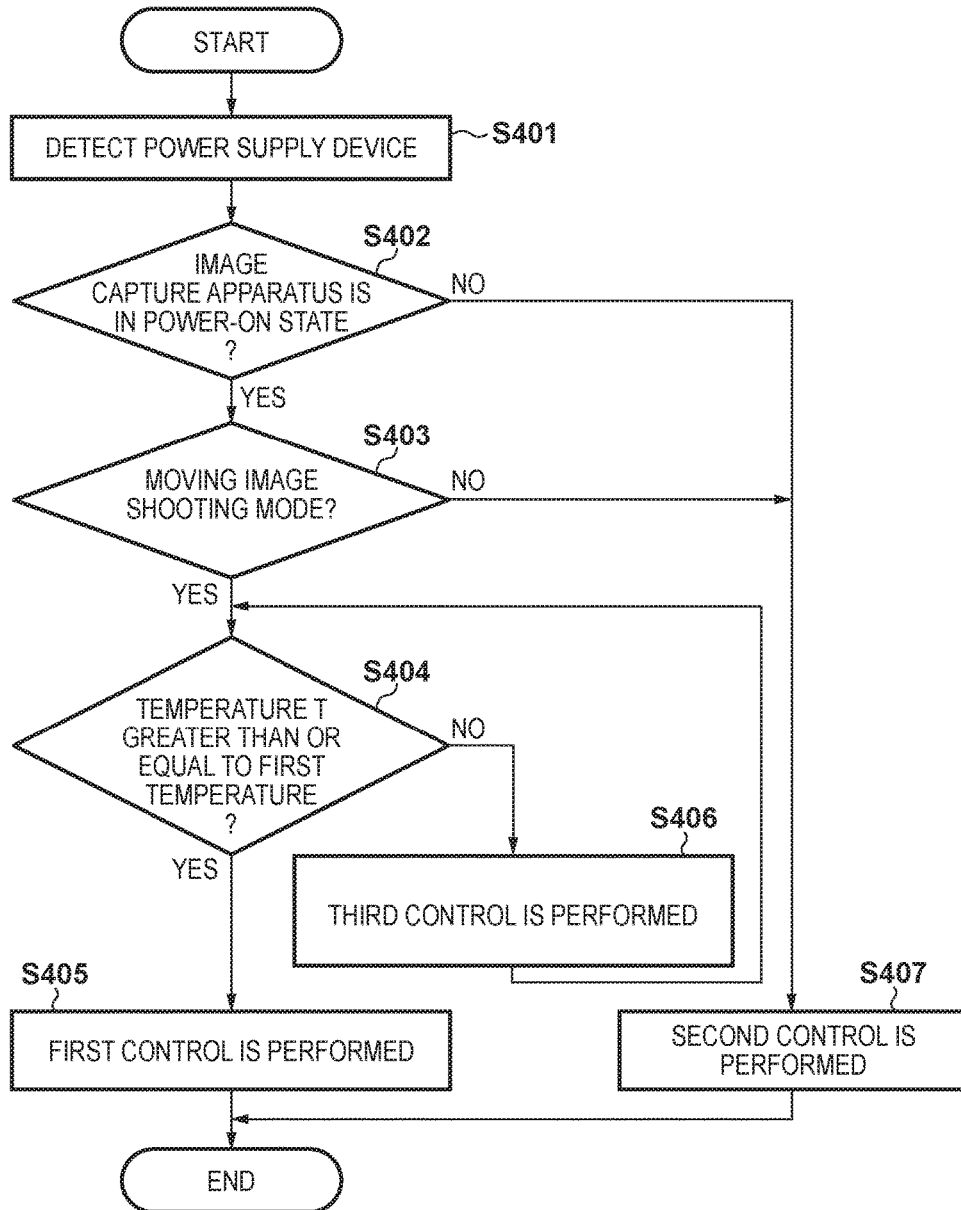 START
DETECT POWER SUPPLY DEVICE
S401
S402
IMAGE
CAPTURE APPARATUS IS
IN POWER-ON STATE
?
NO
YES
S403
MOVING IMAGE
SHOOTING MODE?
NO
YES
S404
TEMPERATURE T
GREATER THAN OR
EQUAL TO FIRST
TEMPERATURE
?
NO
YES
S406
THIRD CONTROL IS PERFORMED
S405
FIRST CONTROL IS PERFORMED
S407
SECOND CONTROL IS
PERFORMED
END